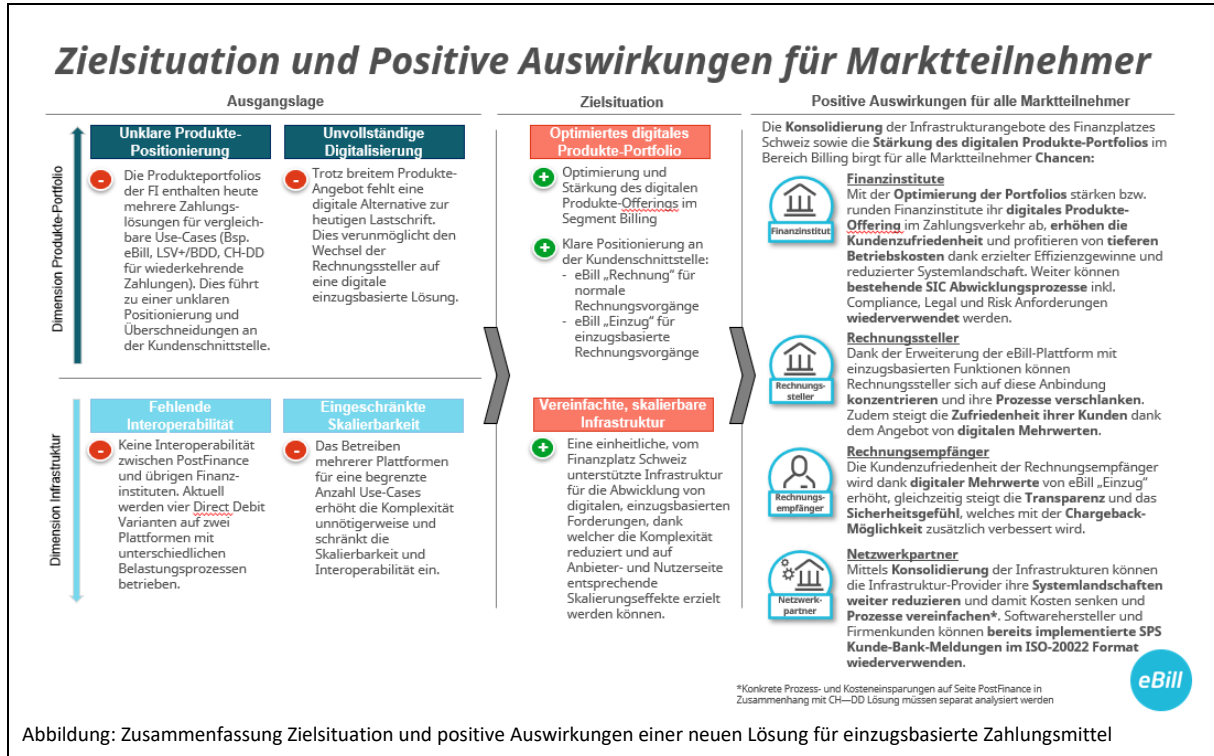 Zielsituation und Positive Auswirkungen für Marktteilnehmer
Ausgangslage
Zielsituation
Positive Auswirkungen für alle Marktteilnehmer
Dimension Produkte-Portfolio
Unklare Produkte-
Positionierung
Die Produkteportfolios
der FI enthalten heute
mehrere Zahlungs-
lösungen für vergleich-
bare Use-Cases (Bsp.
eBill, LSV+/BDD, CH-DD
für wiederkehrende
Zahlungen). Dies führt
zu einer unklaren
Positionierung und
Überschneidungen an
der Kundenschnittstelle.
Unvollständige
Digitalisierung
Trotz breitem Produkte-
Angebot fehlt eine
digitale Alternative zur
heutigen Lastschrift.
Dies verunmöglicht den
Wechsel der
Rechnungssteller auf
eine digitale
einzugsbasierte Lösung.
Dimension Infrastruktur
Fehlende
Interoperabilität
Keine Interoperabilität
zwischen PostFinance
und übrigen Finanz-
instituten. Aktuell
werden vier Direct Debit
Varianten auf zwei
Plattformen mit
unterschiedlichen
Belastungsprozessen
betrieben.
Eingeschränkte
Skalierbarkeit
Das Betreiben
mehrerer Plattformen
für eine begrenzte
Anzahl Use-Cases
erhöht die Komplexität
unnötigerweise und
schränkt die
Skalierbarkeit und
Interoperabilität ein.
Optimiertes digitales
Produkte-Portfolio
Optimierung und
Stärkung des digitalen
Produkte-Offerings im
Segment Billing
Klare Positionierung an
der Kundenschnittstelle:
- eBill „Rechnung“ für
normale
Rechnungsvorgänge
- eBill „Einzug“ für
einzugsbasierte
Rechnungsvorgänge
Vereinfachte, skalierbare
Infrastruktur
Eine einheitliche, vom
Finanzplatz Schweiz
unterstützte Infrastruktur
für die Abwicklung von
digitalen, einzugsbasierten
Forderungen, dank
welcher die Komplexität
reduziert und auf
Anbieter- und Nutzerseite
entsprechende
Skalierungseffekte erzielt
werden können.
Die Konsolidierung der Infrastrukturangebote des Finanzplatzes
Schweiz sowie die Stärkung des digitalen Produkte-Portfolios im
Bereich Billing birgt für alle Marktteilnehmer Chancen:
Finanzinstitut
Finanzinstitute
Mit der Optimierung der Portfolios stärken bzw.
runden Finanzinstitute ihr digitales Produkte-
Offering im Zahlungsverkehr ab, erhöhen die
Kundenzufriedenheit und profitieren von tieferen
Betriebskosten dank erzielter Effizienzgewinne und
reduzierter Systemlandschaft. Weiter können
bestehende SIC Abwicklungsprozesse inkl.
Compliance, Legal und Risk Anforderungen
wiederverwendet werden.
Rechnungs-
steller
Rechnungssteller
Dank der Erweiterung der eBill-Plattform mit
einzugsbasierten Funktionen können
Rechnungssteller sich auf diese Anbindung
konzentrieren und ihre Prozesse verschlanken.
Zudem steigt die Zufriedenheit ihrer Kunden dank
dem Angebot von digitalen Mehrwerten.
Rechnungs-
empfänger
Rechnungsempfänger
Die Kundenzufriedenheit der Rechnungsempfänger
wird dank digitaler Mehrwerte von eBill „Einzug“
erhöht, gleichzeitig steigt die Transparenz und das
Sicherheitsgefühl, welches mit der Chargeback-
Möglichkeit zusätzlich verbessert wird.
Netzwerk-
partner
Netzwerkpartner
Mittels Konsolidierung der Infrastrukturen können
die Infrastruktur-Provider ihre Systemlandschaften
weiter reduzieren und damit Kosten senken und
Prozesse vereinfachen*. Softwarehersteller und
Firmenkunden können bereits implementierte SPS
Kunde-Bank-Meldungen im ISO-20022 Format
wiederverwenden.
*Konkrete Prozess- und Kosteneinsparungen auf Seite PostFinance in
Zusammenhang mit CH—DD Lösung müssen separat analysiert werden
eBill
Abbildung: Zusammenfassung Zielsituation und positive Auswirkungen einer neuen Lösung für einzugsbasierte Zahlungsmittel